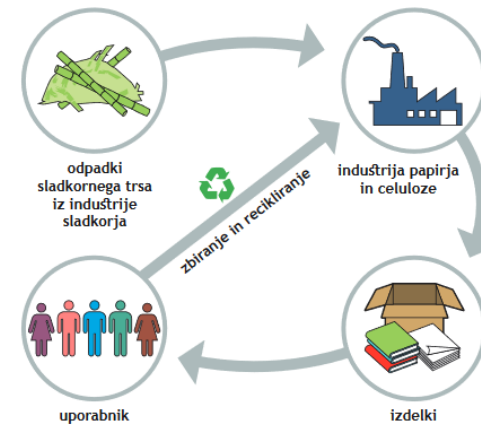 odpadki
sladkornega trsa
iz industrije
sladkorja
industrija papirja
in celuloze
zbiranje in recikliranje
uporabnik
izdelki